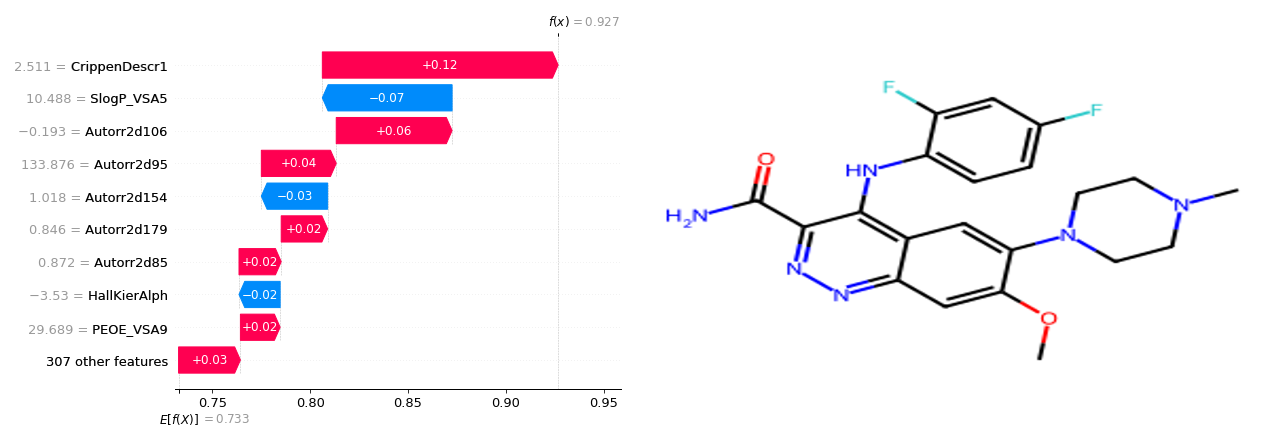 f(x) = 0.927
2.511 = CrippenDescr1
+0.12
10.488 = SlogP_VSA5
−0.07
−0.193 = Autorr2d106
+0.06
133.876 = Autorr2d95
+0.04
1.018 = Autorr2d154
−0.03
0.846 = Autorr2d179
+0.02
0.872 = Autorr2d85
+0.02
−3.53 = HallKierAlph
−0.02
29.689 = PEOE_VSA9
+0.02
307 other features
+0.03
0.75 0.80 0.85 0.90 0.95
E[f(X)] = 0.733
F
F
O
HN
H2N
N
N
N
N
O